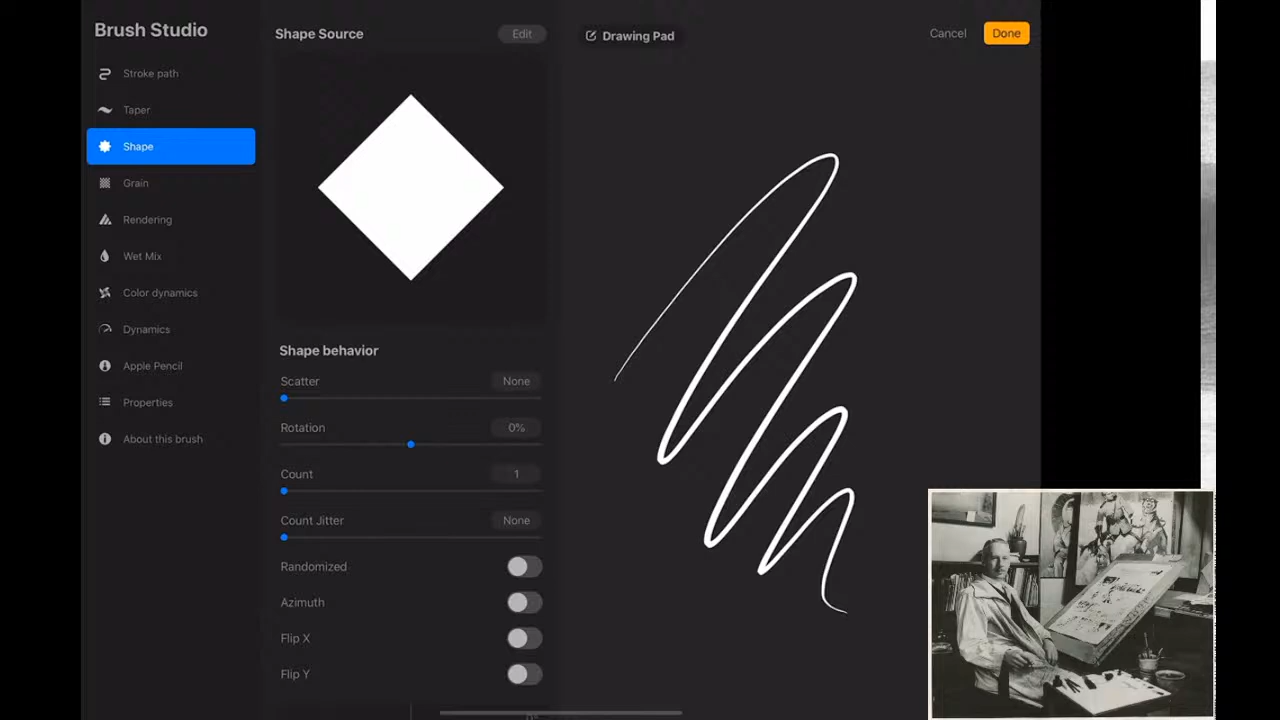 Brush Studio
Stroke path
Taper
Shape
Grain
Rendering
Wet Mix
Color dynamics
Dynamics
Apple Pencil
Properties
About this brush
Shape Source
Edit
Shape behavior
Scatter
None
Rotation
0%
Count
1
Count Jitter
None
Randomized
Azimuth
Flip X
Flip Y
Drawing Pad
Cancel
Done